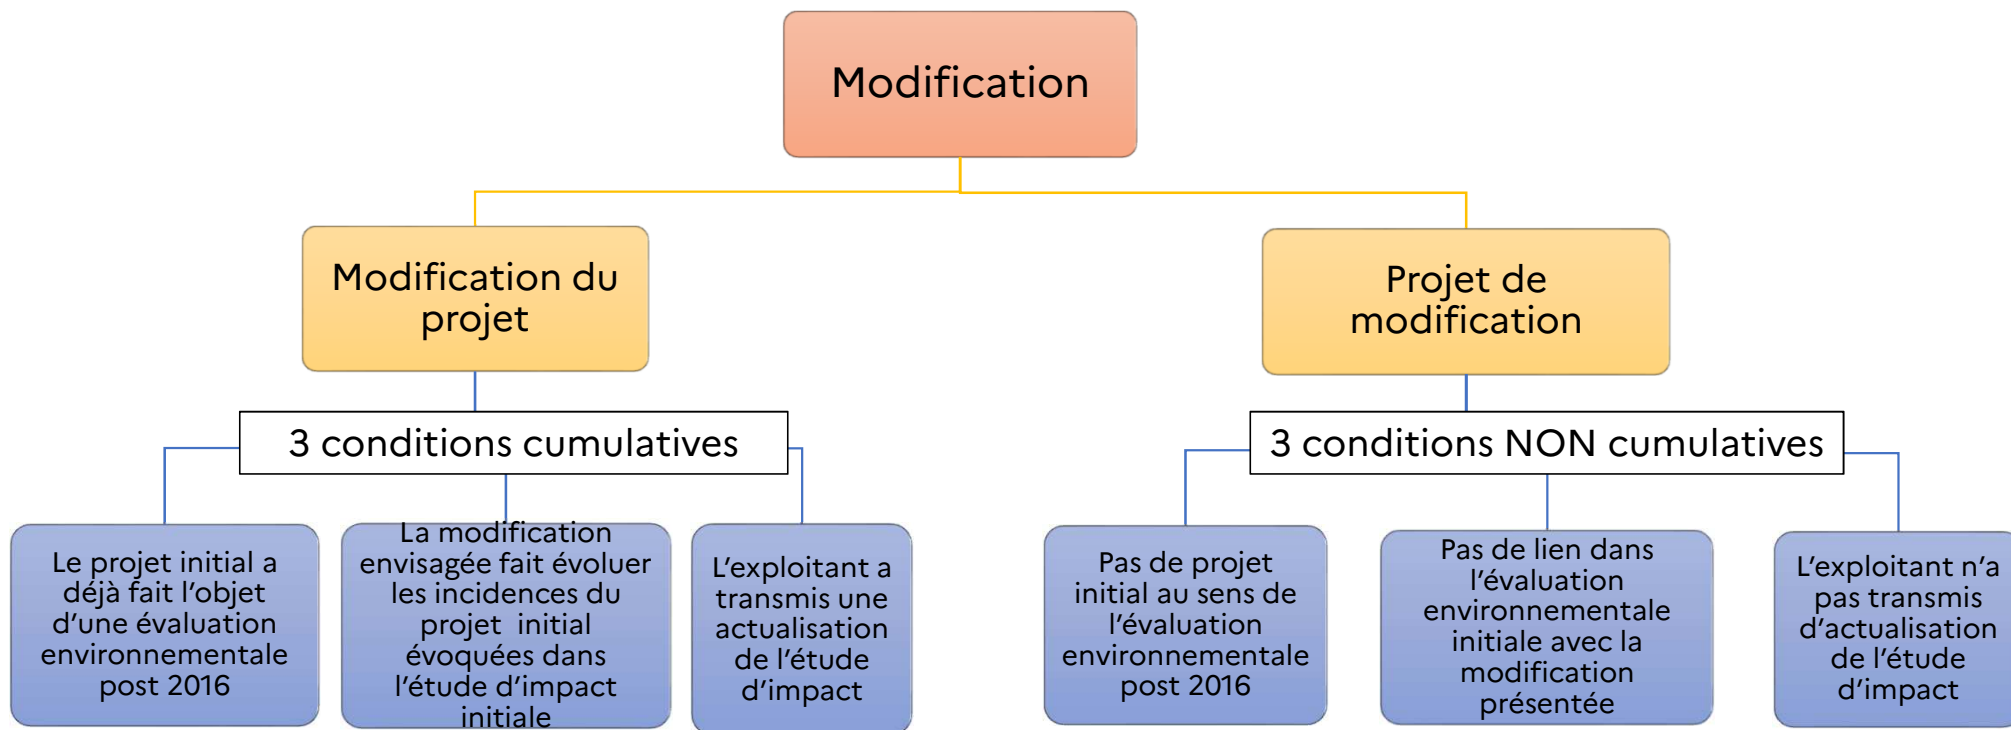 Modification
Modification du
projet
Projet de
modification
3 conditions cumulatives
3 conditions NON cumulatives
Le projet initial a
déjà fait l’objet
d’une évaluation
environnementale
post 2016
La modification
envisagée fait évoluer
les incidences du
projet initial
évoquées dans
l’étude d’impact
initiale
L’exploitant a
transmis une
actualisation
de l’étude
d’impact
Pas de projet
initial au sens de
l’évaluation
environnementale
post 2016
Pas de lien dans
l’évaluation
environnementale
initiale avec la
modification
présentée
L’exploitant n’a
pas transmis
d’actualisation
de l’étude
d’impact